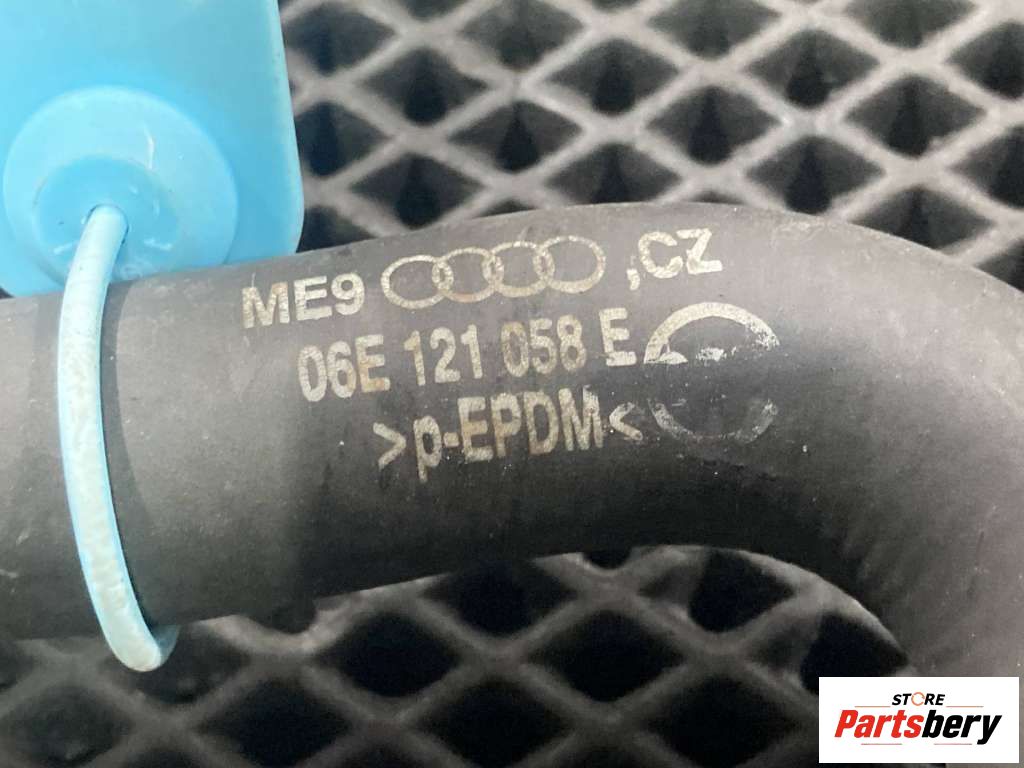 ME9 ,CZ
06E 121 058 E
>p-EPDM<
STORE
Partsbery